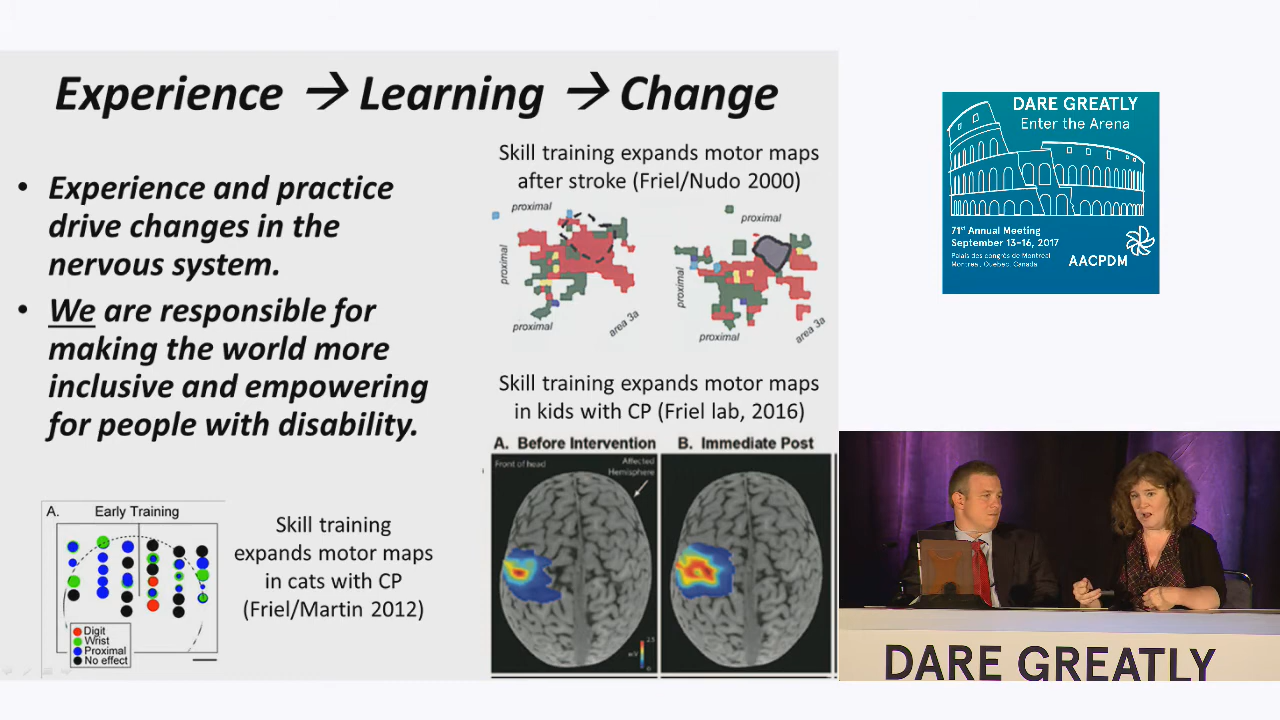 Experience → Learning → Change
• Experience and practice
drive changes in the
nervous system.
• We are responsible for
making the world more
inclusive and empowering
for people with disability.
Skill training expands motor maps
after stroke (Friel/Nudo 2000)
proximal
proximal
proximal
area 3a
proximal
proximal
proximal
area 3a
Skill training expands motor maps
in kids with CP (Friel lab, 2016)
A. Before Intervention
B. Immediate Post
Front of head
Affected
Hemisphere
A. Early Training
Digit
Wrist
Proximal
No effect
Skill training
expands motor maps
in cats with CP
(Friel/Martin 2012)
DARE GREATLY
Enter the Arena
71st Annual Meeting
September 13-16, 2017
Palais des congrès de Montréal
Montreal, Quebec, Canada
AACPDM
DARE GREATLY